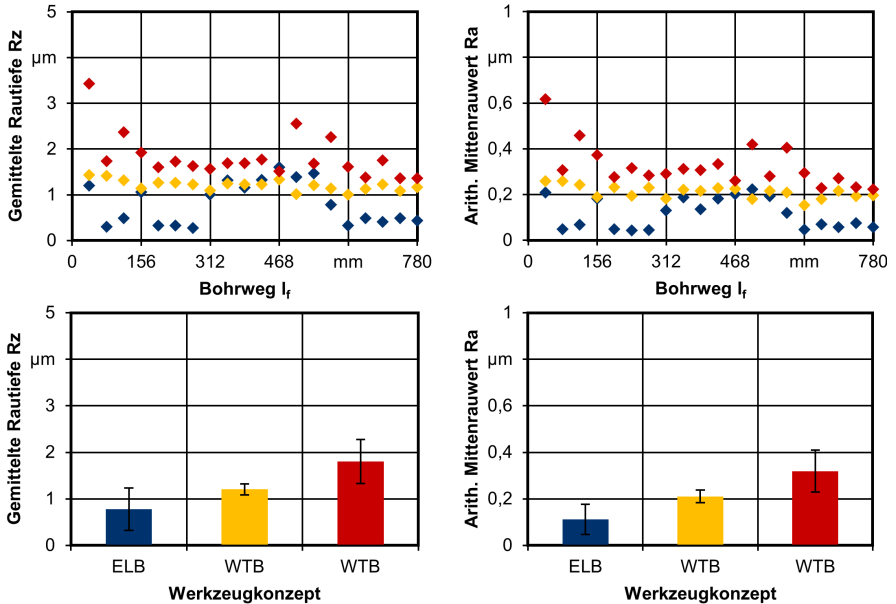 Gemittelte Rautiefe Rz
5
µm
3
2
1
0
0 156 312 468 mm 780
Bohrweg lf
Arith. Mittenrauwert Ra
1
µm
0,6
0,4
0,2
0
0 156 312 468 mm 780
Bohrweg lf
Gemittelte Rautiefe Rz
5
µm
3
2
1
0
ELB WTB WTB
Werkzeugkonzept
Arith. Mittenrauwert Ra
1
µm
0,6
0,4
0,2
0
ELB WTB WTB
Werkzeugkonzept